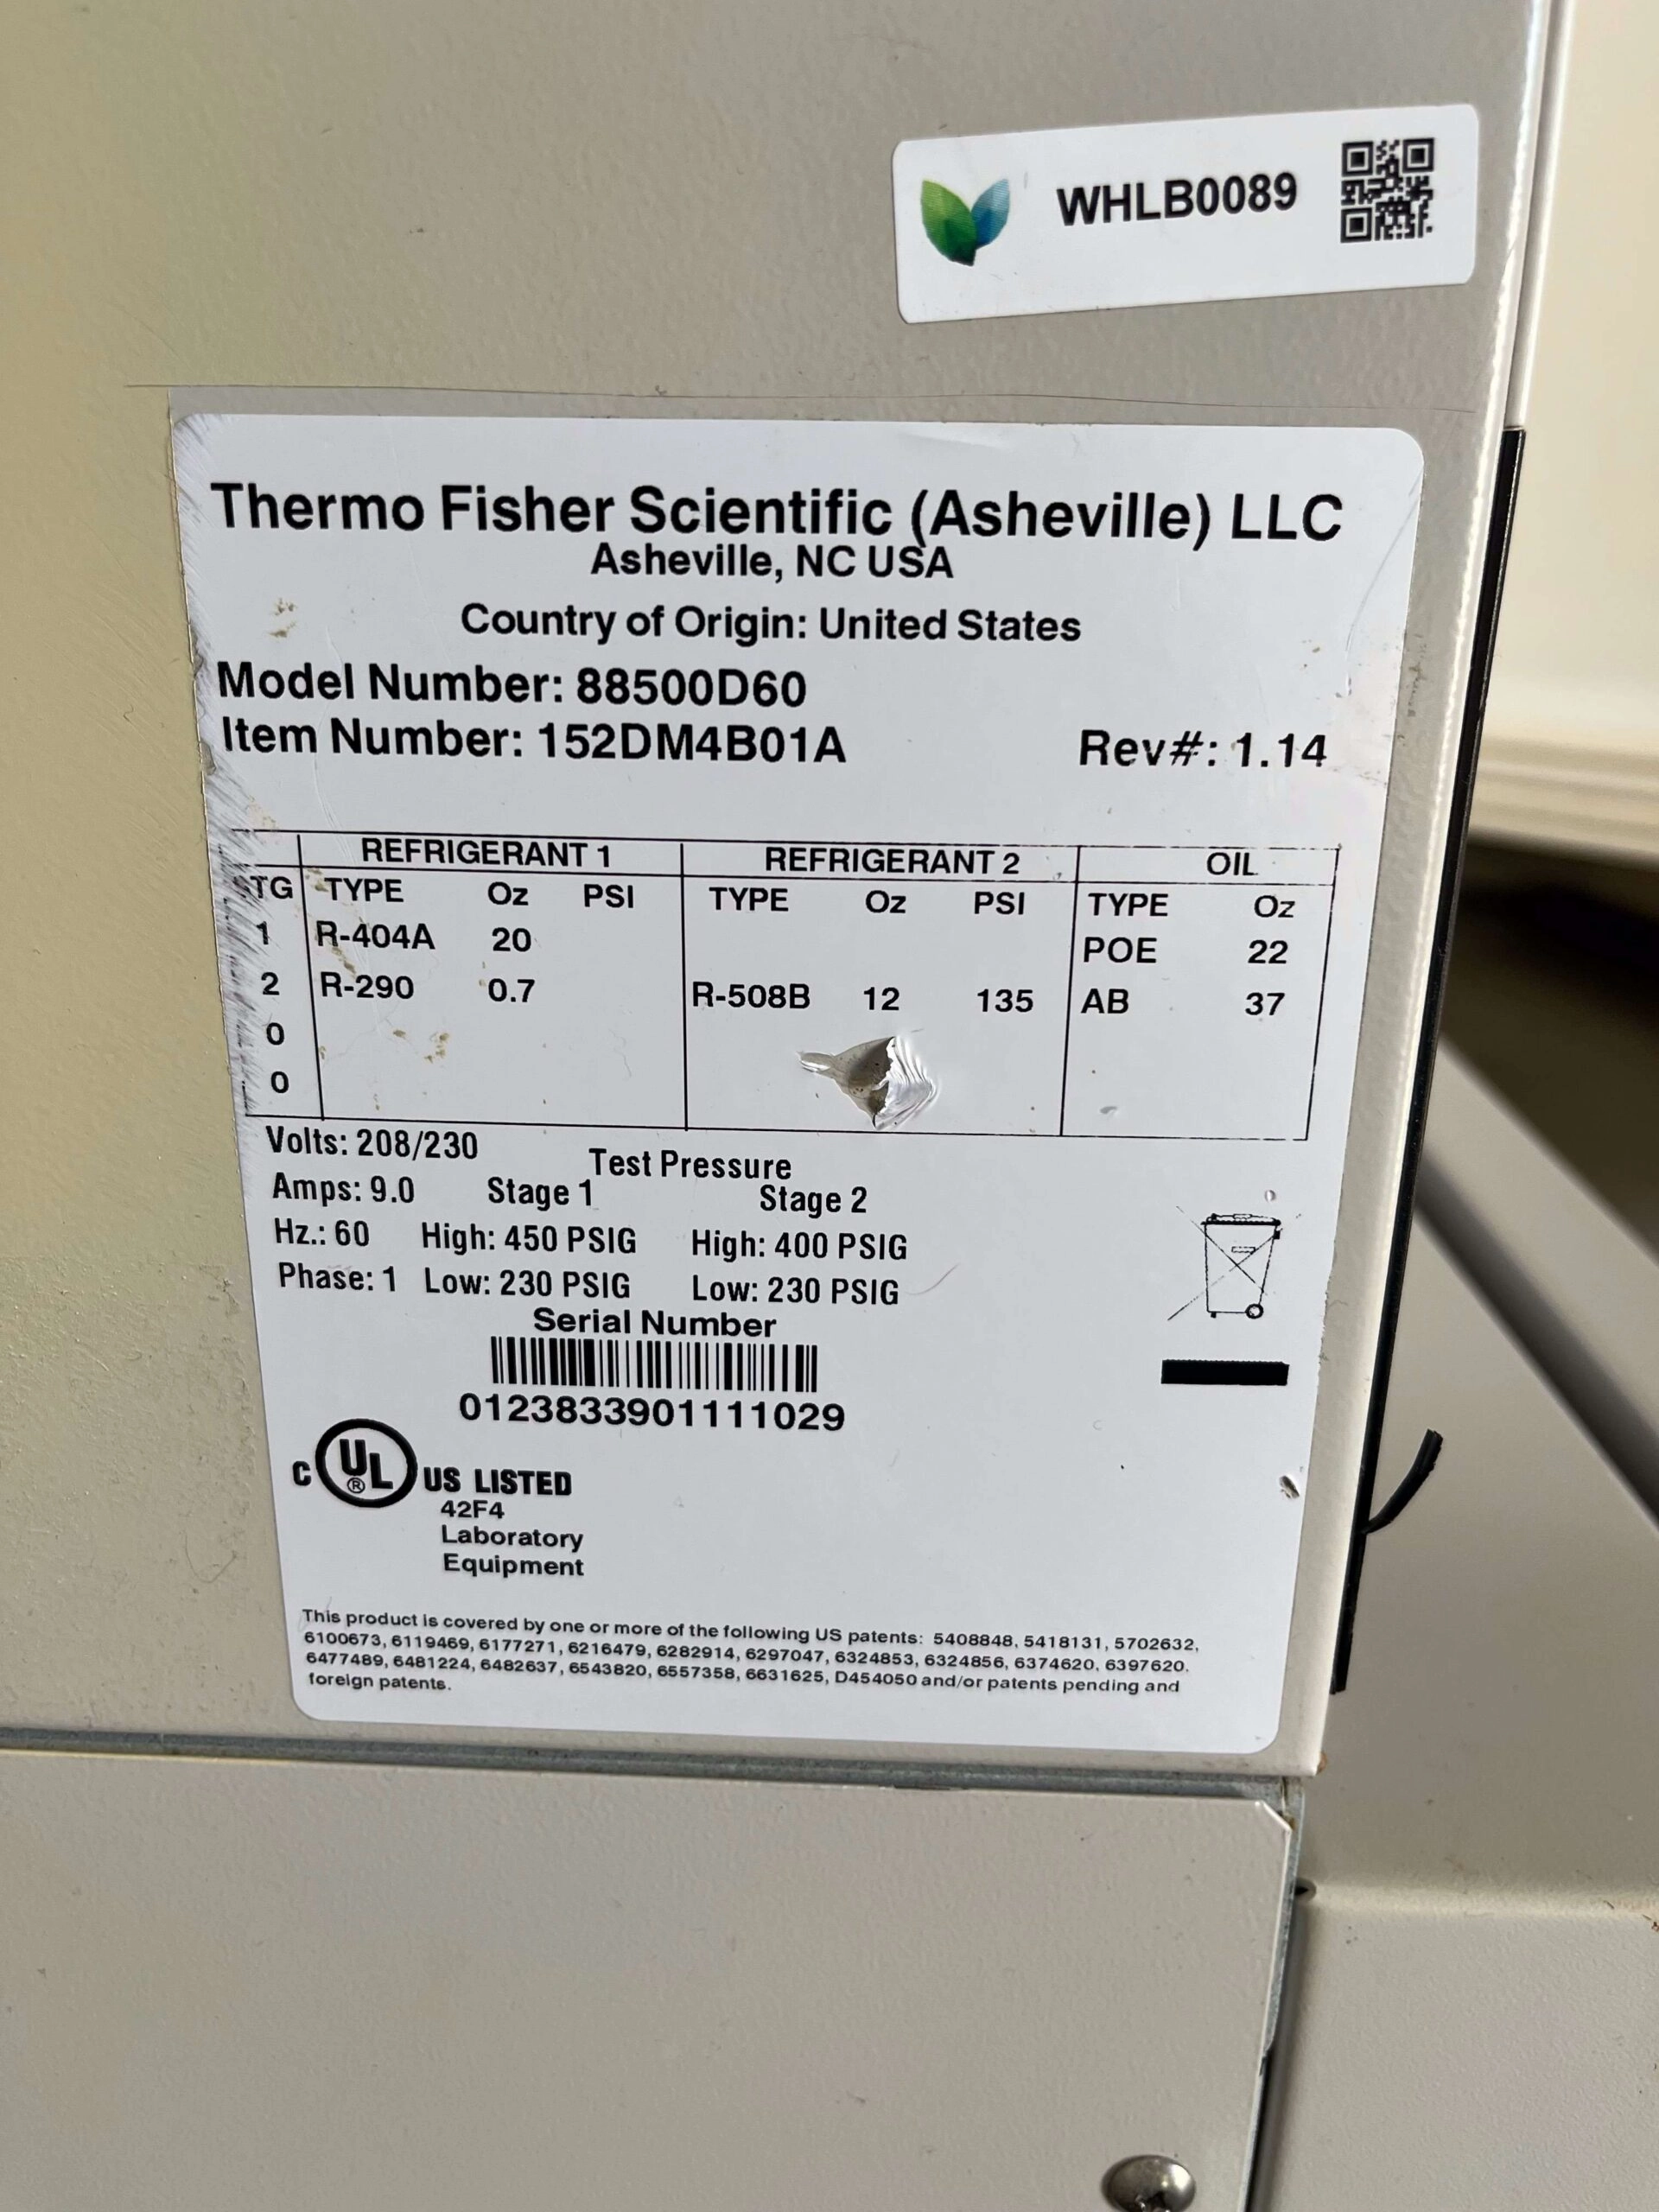 WHLB0089
Thermo Fisher Scientific (Asheville) LLC
Asheville, NC USA
Country of Origin: United States
Model Number: 88500D60
Item Number: 152DM4B01A Rev#: 1.14
REFRIGERANT 1 REFRIGERANT 2 OIL
STG TYPE Oz PSI TYPE Oz PSI TYPE Oz
1 R-404A 20 POE 22
2 R-290 0.7 R-508B 12 135 AB 37
0
0
Volts: 208/230 Test Pressure
Amps: 9.0 Stage 1 Stage 2
Hz.: 60 High: 450 PSIG High: 400 PSIG
Phase: 1 Low: 230 PSIG Low: 230 PSIG
Serial Number
0123833901111029
C UL ® US LISTED
42F4
Laboratory
Equipment
This product is covered by one or more of the following US patents: 5408848, 5418131, 5702632,
6100673, 6119469, 6177271, 6216479, 6282914, 6297047, 6324853, 6324856, 6374620, 6397620,
6477489, 6481224, 6482637, 6543820, 6557358, 6631625, D454050 and/or patents pending and
foreign patents.